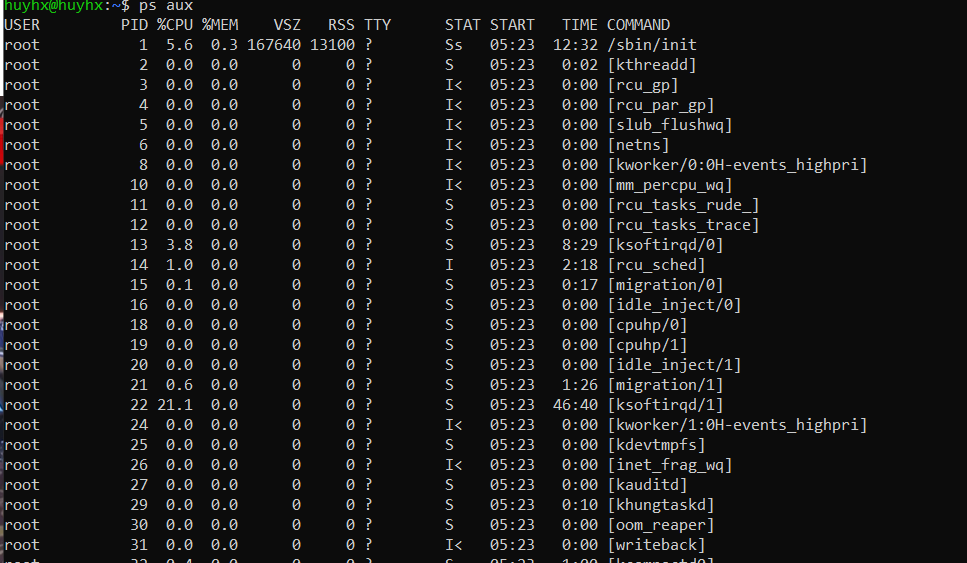 huyhx@huyhx:~$ ps aux
USER PID %CPU %MEM VSZ RSS TTY STAT START TIME COMMAND
root 1 5.6 0.3 167640 13100 ? Ss 05:23 12:32 /sbin/init
root 2 0.0 0.0 0 0 ? S 05:23 0:02 [kthreadd]
root 3 0.0 0.0 0 0 ? I< 05:23 0:00 [rcu_gp]
root 4 0.0 0.0 0 0 ? I< 05:23 0:00 [rcu_par_gp]
root 5 0.0 0.0 0 0 ? I< 05:23 0:00 [slub_flushwq]
root 6 0.0 0.0 0 0 ? I< 05:23 0:00 [netns]
root 8 0.0 0.0 0 0 ? I< 05:23 0:00 [kworker/0:0H-events_highpri]
root 10 0.0 0.0 0 0 ? I< 05:23 0:00 [mm_percpu_wq]
root 11 0.0 0.0 0 0 ? S 05:23 0:00 [rcu_tasks_rude_]
root 12 0.0 0.0 0 0 ? S 05:23 0:00 [rcu_tasks_trace]
root 13 3.8 0.0 0 0 ? S 05:23 8:29 [ksoftirqd/0]
root 14 1.0 0.0 0 0 ? I 05:23 2:18 [rcu_sched]
root 15 0.1 0.0 0 0 ? S 05:23 0:17 [migration/0]
root 16 0.0 0.0 0 0 ? S 05:23 0:00 [idle_inject/0]
root 18 0.0 0.0 0 0 ? S 05:23 0:00 [cpuhp/0]
root 19 0.0 0.0 0 0 ? S 05:23 0:00 [cpuhp/1]
root 20 0.0 0.0 0 0 ? S 05:23 0:00 [idle_inject/1]
root 21 0.6 0.0 0 0 ? S 05:23 1:26 [migration/1]
root 22 21.1 0.0 0 0 ? S 05:23 46:40 [ksoftirqd/1]
root 24 0.0 0.0 0 0 ? I< 05:23 0:00 [kworker/1:0H-events_highpri]
root 25 0.0 0.0 0 0 ? S 05:23 0:00 [kdevtmpfs]
root 26 0.0 0.0 0 0 ? I< 05:23 0:00 [inet_frag_wq]
root 27 0.0 0.0 0 0 ? S 05:23 0:00 [kauditd]
root 29 0.0 0.0 0 0 ? S 05:23 0:10 [khungtaskd]
root 30 0.0 0.0 0 0 ? S 05:23 0:00 [oom_reaper]
root 31 0.0 0.0 0 0 ? I< 05:23 0:00 [writeback]